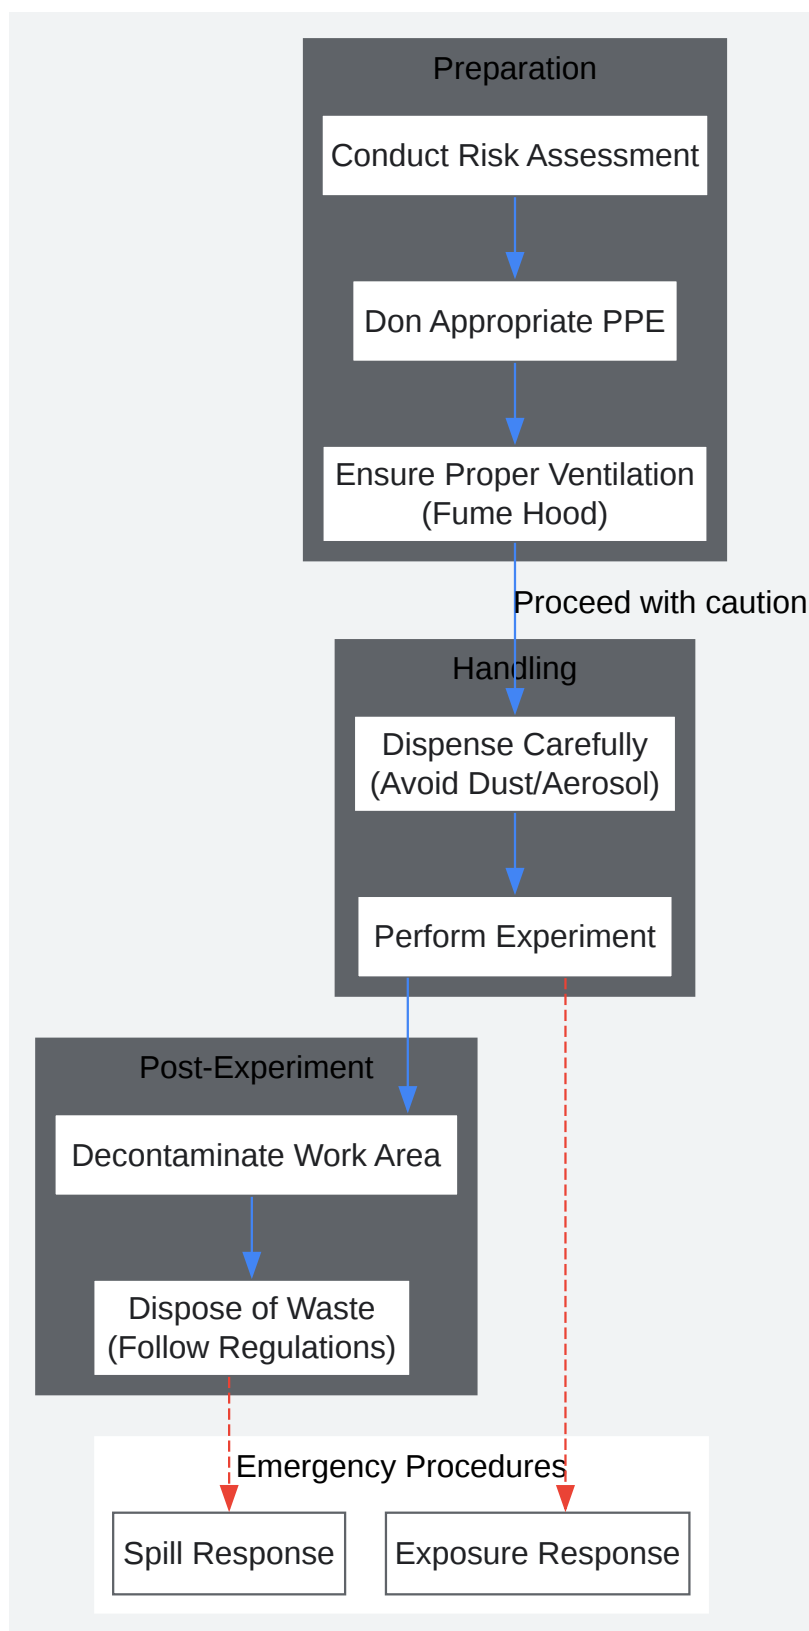 Preparation
Conduct Risk Assessment
Don Appropriate PPE
Ensure Proper Ventilation
(Fume Hood)
Proceed with caution
Handling
Dispense Carefully
(Avoid Dust/Aerosol)
Perform Experiment
Post-Experiment
Decontaminate Work Area
Dispose of Waste
(Follow Regulations)
Emergency Procedures
Spill Response
Exposure Response